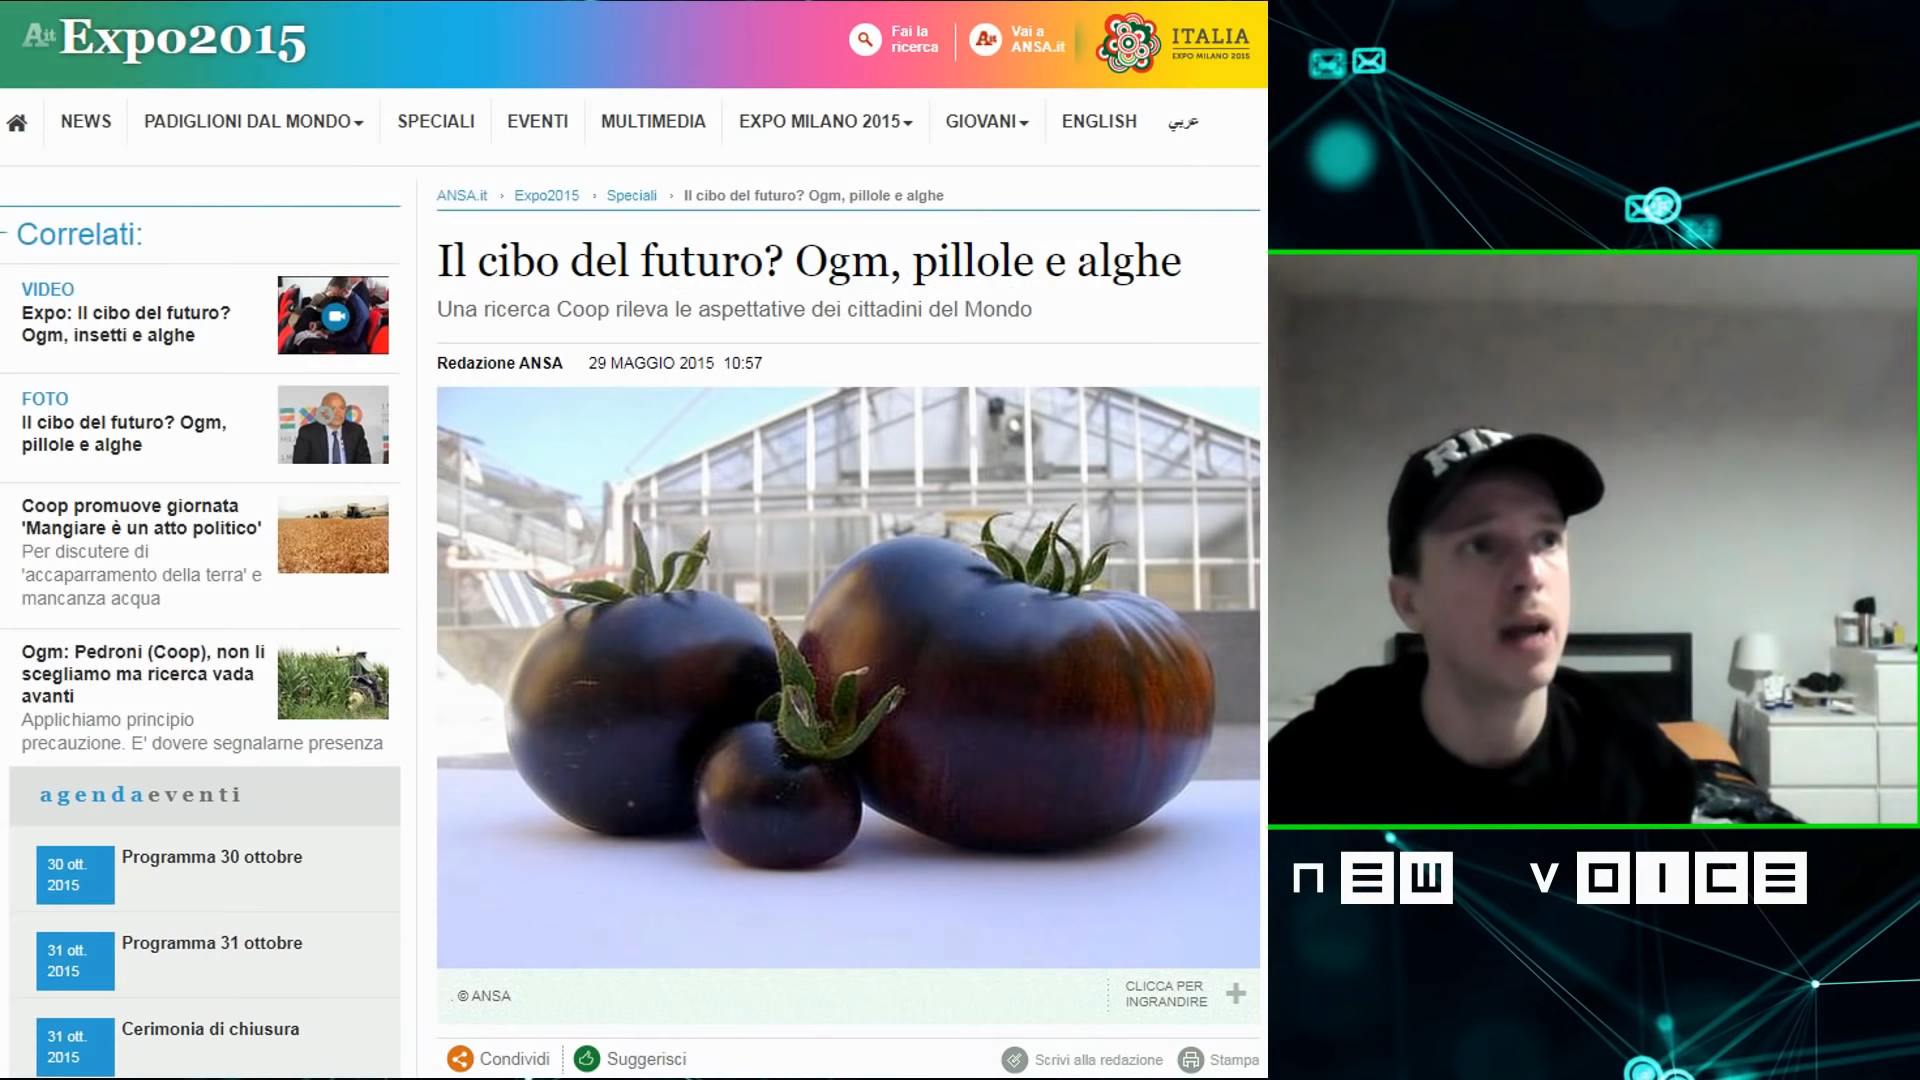 Ait Expo2015
Fai la
ricerca
Vai a
ANSA.it
ITALIA
EXPO MILANO 2015
NEWS
PADIGLIONI DAL MONDO
SPECIALI
EVENTI
MULTIMEDIA
EXPO MILANO 2015
GIOVANI
ENGLISH
عربي
ANSA.it › Expo2015 › Speciali › Il cibo del futuro? Ogm, pillole e alghe
Correlati:
VIDEO
Expo: Il cibo del futuro?
Ogm, insetti e alghe
FOTO
Il cibo del futuro? Ogm,
pillole e alghe
Coop promuove giornata
'Mangiare è un atto politico'
Per discutere di
'accaparramento della terra' e
mancanza acqua
Ogm: Pedroni (Coop), non li
scegliamo ma ricerca vada
avanti
Applichiamo principio
precauzione. E' dovere segnalarne presenza
agendaeventi
30 ott.
2015
Programma 30 ottobre
31 ott.
2015
Programma 31 ottobre
31 ott.
2015
Cerimonia di chiusura
Il cibo del futuro? Ogm, pillole e alghe
Una ricerca Coop rileva le aspettative dei cittadini del Mondo
Redazione ANSA 29 MAGGIO 2015 10:57
. © ANSA
CLICCA PER
INGRANDIRE
Condividi
Suggerisci
Scrivi alla redazione
Stampa
NEW VOICE